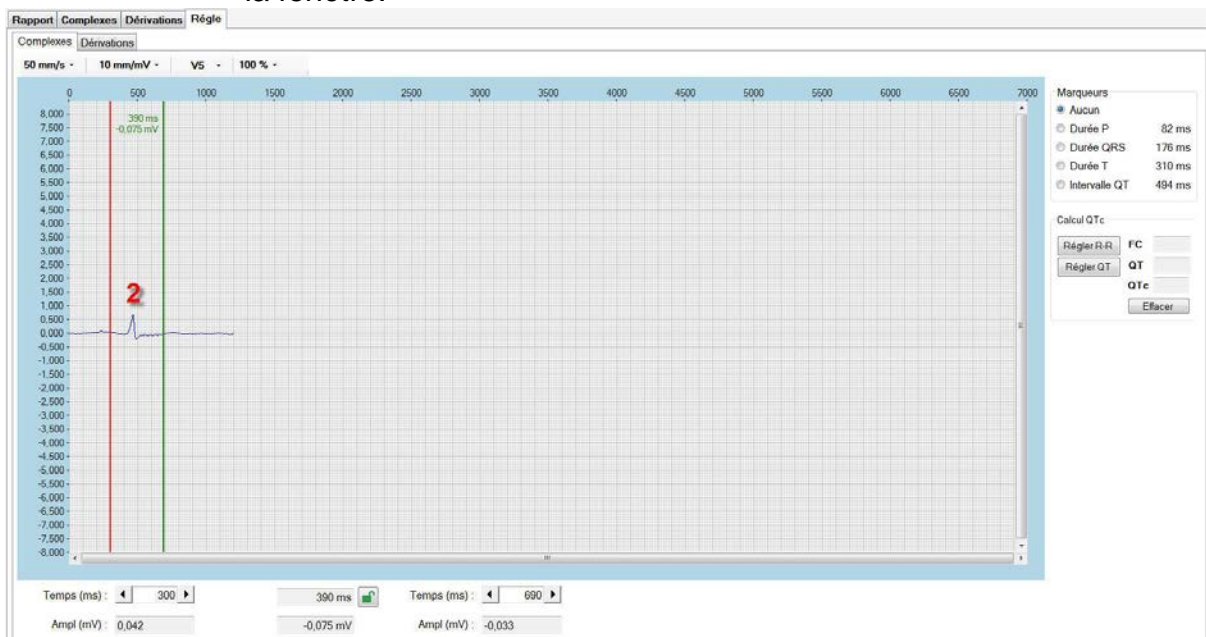 la fenêtre.
Rapport Complexes Dérivations Régle
Complexes Dérivations
50 mm/s 10 mm/mV V5 100 %
0 500 1000 1500 2000 2500 3000 3500 4000 4500 5000 5500 6000 6500 7000
390 ms
-0,075 mV
8,000
7,500
7,000
6,500
6,000
5,500
5,000
4,500
4,000
3,500
3,000
2,500
2,000
1,500
1,000
0,500
0,000
-0,500
-1,000
-1,500
-2,000
-2,500
-3,000
-3,500
-4,000
-4,500
-5,000
-5,500
-6,000
-6,500
-7,000
-7,500
-8,000
2
Marqueurs
Aucun
Durée P 82 ms
Durée QRS 176 ms
Durée T 310 ms
Intervalle QT 494 ms
Calcul QTc
Régler R-R FC
Régler QT QT
QTc
Effacer
Temps (ms) : 300 390 ms Temps (ms) : 690
Ampl (mV) : 0,042 -0,075 mV Ampl (mV) : -0,033